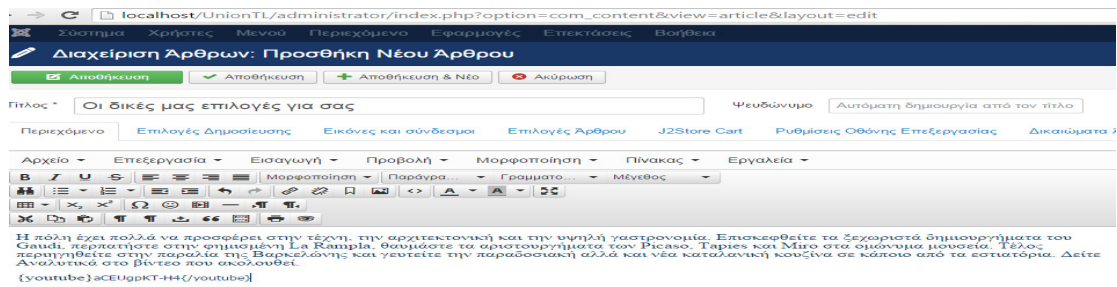 localhost/UnionTL/administrator/index.php?option=com_content&view=article&layout=edit
Σύστημα Χρήστες Μενού Περιεχόμενο Εφαρμογές Επεκτάσεις Βοήθεια
Διαχείριση Άρθρων: Προσθήκη Νέου Άρθρου
Αποθήκευση Αποθήκευση Αποθήκευση & Νέο Ακύρωση
Τίτλος * Οι δικές μας επιλογές για σας Ψευδώνυμο Αυτόματη δημιουργία από τον τίτλο
Περιεχόμενο Επιλογές Δημοσίευσης Εικόνες και σύνδεσμοι Επιλογές Άρθρου J2Store Cart Ρυθμίσεις Οθόνης Επεξεργασίας Δικαιώματα
Αρχείο Επεξεργασία Εισαγωγή Προβολή Μορφοποίηση Πίνακας Εργαλεία
B I U S Μορφοποίηση Παράγρα... Γραμματο... Μέγεθος
Η πόλη έχει πολλά να προσφέρει στην τέχνη, την αρχιτεκτονική και την υψηλή γαστρονομία. Επισκεφθείτε τα ξεχωριστά δημιουργήματα του
Gaudi, περπατήστε στην φημισμένη La Rampla, θαυμάστε τα αριστουργήματα των Picaso, Tapies και Miro στα ομώνυμα μουσεία. Τέλος
περιηγηθείτε στην παραλία της Βαρκελώνης και γευτείτε την παραδοσιακή αλλά και νέα καταλανική κουζίνα σε κάποιο από τα εστιατόρια. Δείτε
Αναλυτικά στο βίντεο που ακολουθεί.
{youtube}aCEUgpKT-H4{/youtube}